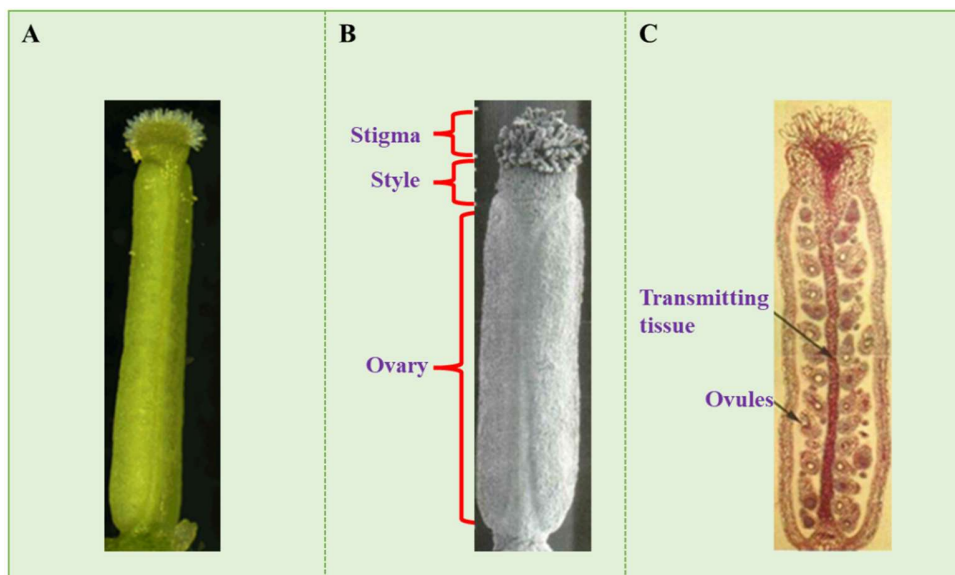 A
B
C
Stigma
Style
Ovary
Transmitting
tissue
Ovules